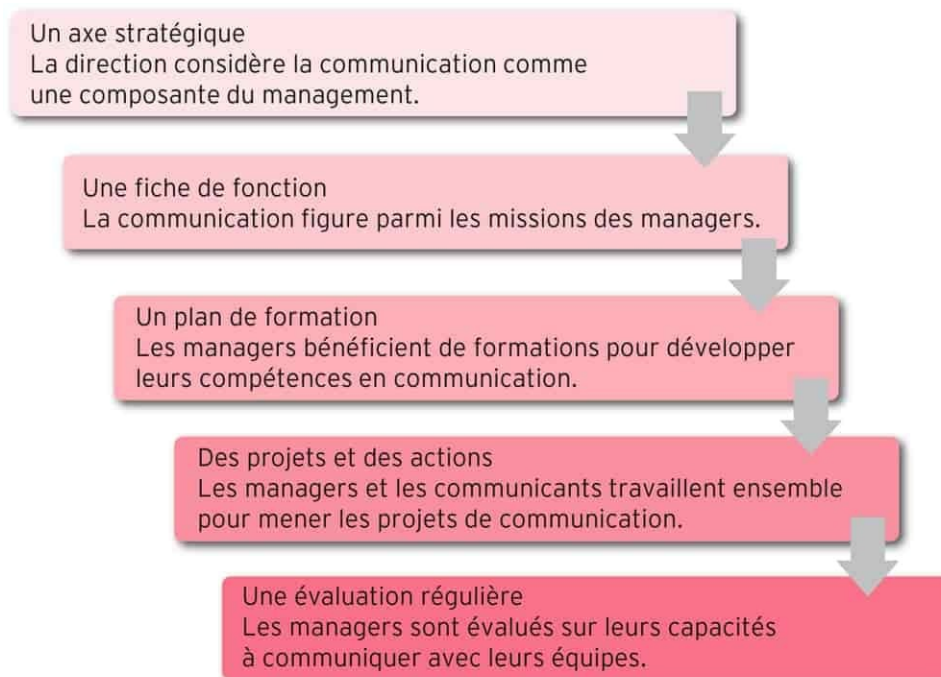 Un axe stratégique
La direction considère la communication comme
une composante du management.
Une fiche de fonction
La communication figure parmi les missions des managers.
Un plan de formation
Les managers bénéficient de formations pour développer
leurs compétences en communication.
Des projets et des actions
Les managers et les communicants travaillent ensemble
pour mener les projets de communication.
Une évaluation régulière
Les managers sont évalués sur leurs capacités
à communiquer avec leurs équipes.